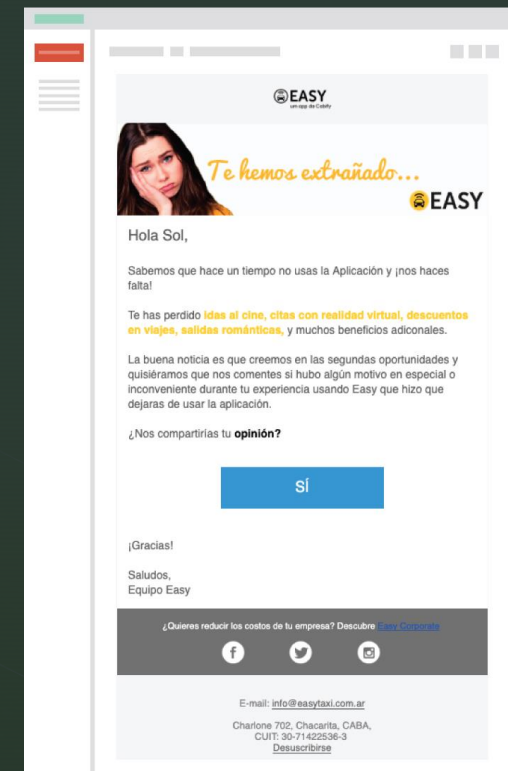 EASY
un app de Cabify
Te hemos extrañado...
EASY
Hola Sol,
Sabemos que hace un tiempo no usas la Aplicación y ¡nos haces
falta!
Te has perdido idas al cine, citas con realidad virtual, descuentos
en viajes, salidas románticas, y muchos beneficios adiconales.
La buena noticia es que creemos en las segundas oportunidades y
quisiéramos que nos comentes si hubo algún motivo en especial o
inconveniente durante tu experiencia usando Easy que hizo que
dejaras de usar la aplicación.
¿Nos compartirías tu opinión?
SÍ
¡Gracias!
Saludos,
Equipo Easy
¿Quieres reducir los costos de tu empresa? Descubre Easy Corporate
E-mail: info@easytaxi.com.ar
Charlone 702, Chacarita, CABA,
CUIT: 30-71422536-3
Desuscribirse